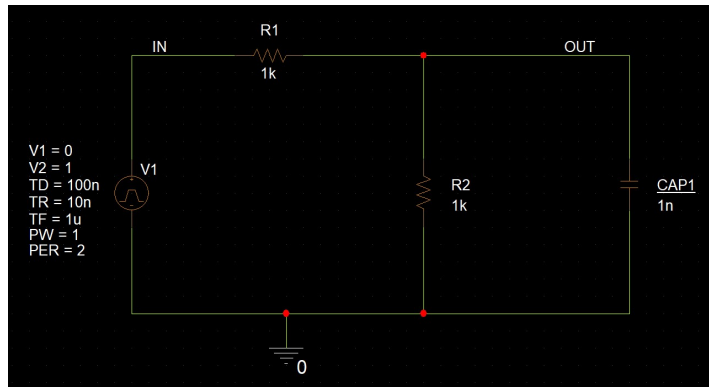 R1
IN
OUT
1k
V1 = 0
V2 = 1
TD = 100n
TR = 10n
TF = 1u
PW = 1
PER = 2
V1
R2
1k
CAP1
1n
0